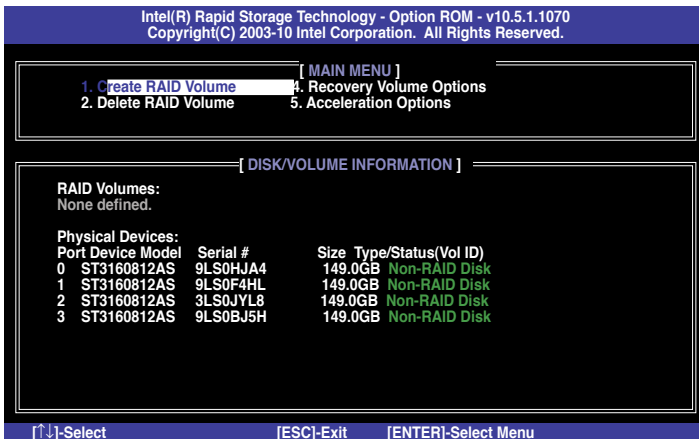 Intel(R) Rapid Storage Technology - Option ROM - v10.5.1.1070
Copyright(C) 2003-10 Intel Corporation. All Rights Reserved.
[ MAIN MENU ]
1. Create RAID Volume 4. Recovery Volume Options
2. Delete RAID Volume 5. Acceleration Options
[ DISK/VOLUME INFORMATION ]
RAID Volumes:
None defined.
Physical Devices:
Port Device Model Serial # Size Type/Status(Vol ID)
0 ST3160812AS 9LS0HJA4 149.0GB Non-RAID Disk
1 ST3160812AS 9LS0F4HL 149.0GB Non-RAID Disk
2 ST3160812AS 3LS0JYL8 149.0GB Non-RAID Disk
3 ST3160812AS 9LS0BJ5H 149.0GB Non-RAID Disk
[↑↓]-Select [ESC]-Exit [ENTER]-Select Menu